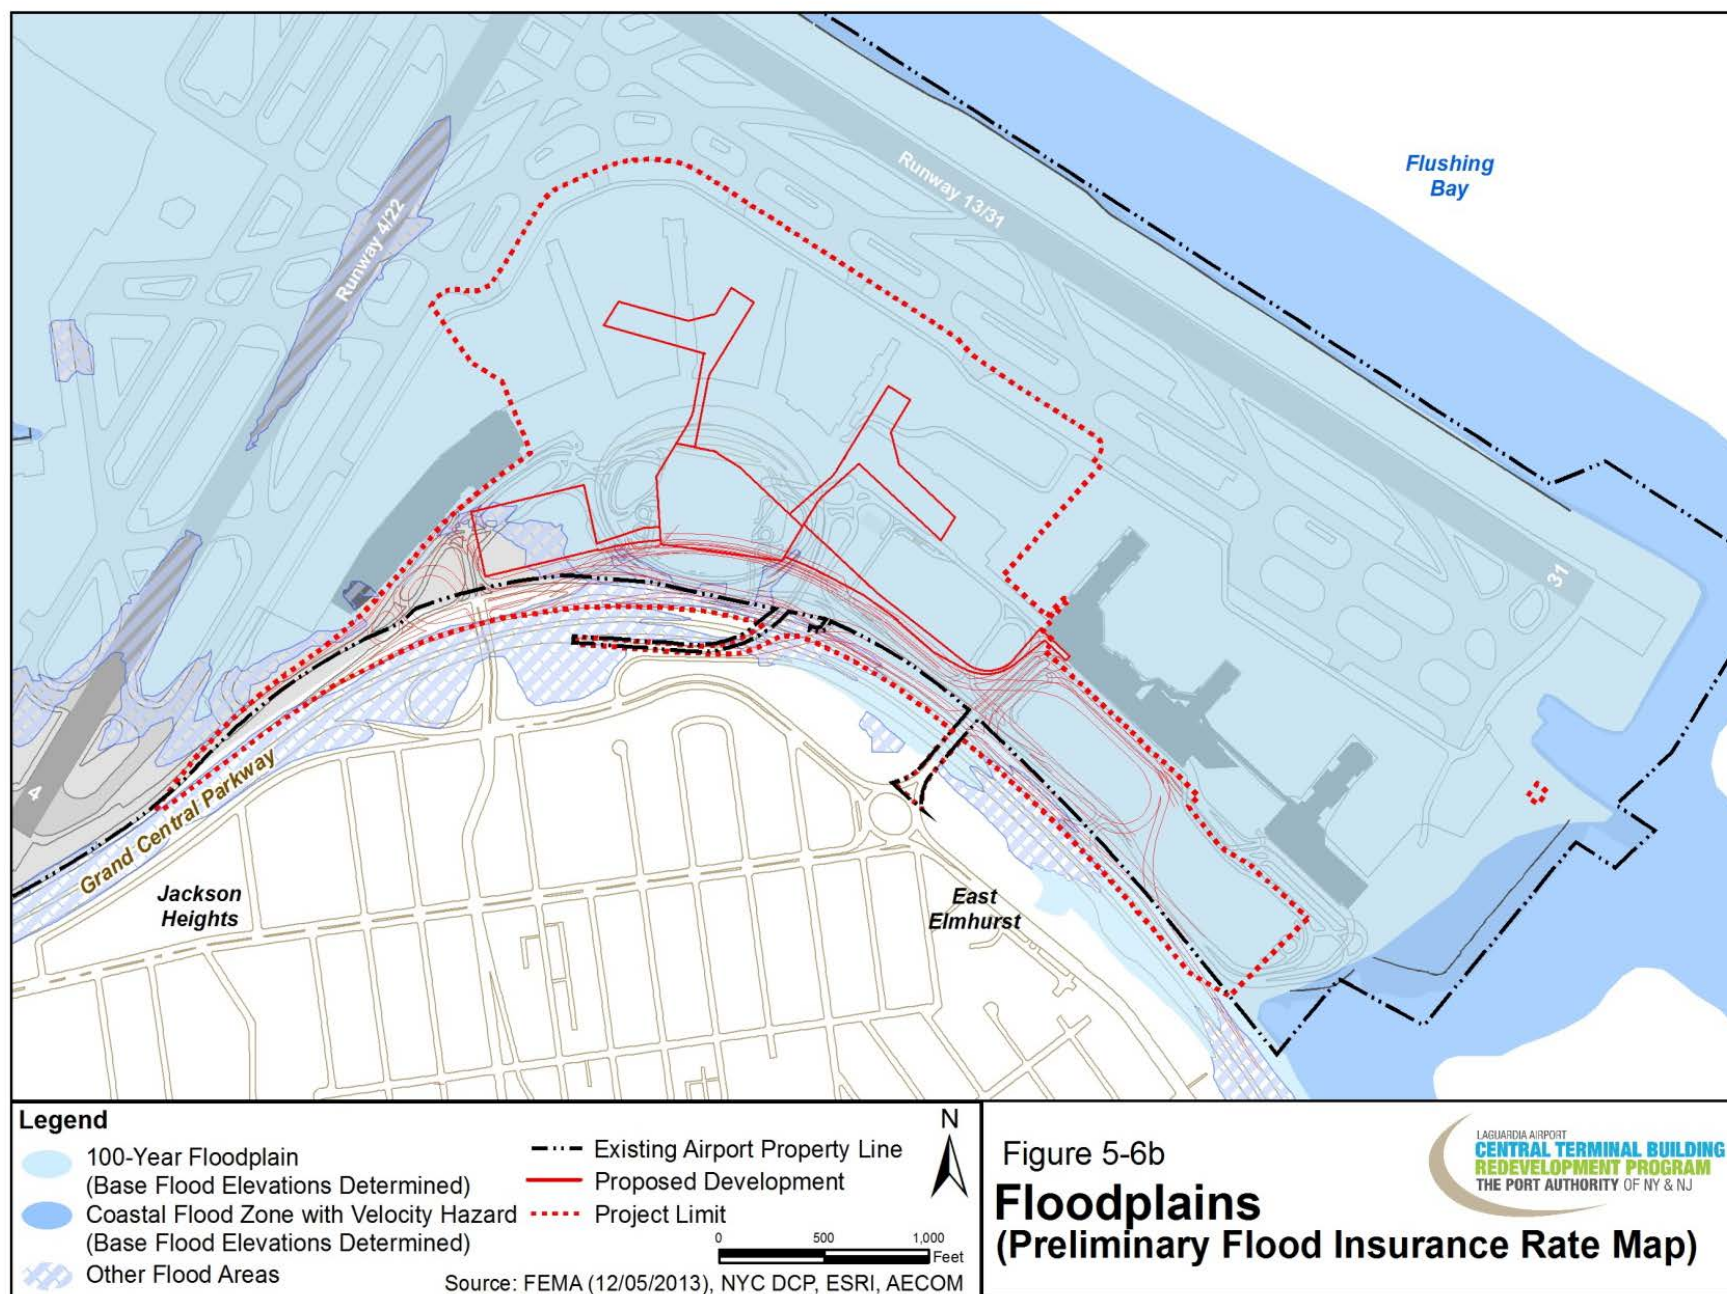 Flushing
Bay
Runway 13/31
Runway 4/22
31
4
Grand Central Parkway
Jackson
Heights
East
Elmhurst
Legend
100-Year Floodplain
(Base Flood Elevations Determined)
Coastal Flood Zone with Velocity Hazard
(Base Flood Elevations Determined)
Other Flood Areas
Existing Airport Property Line
Proposed Development
Project Limit
N
0 500 1,000
Feet
Source: FEMA (12/05/2013), NYC DCP, ESRI, AECOM
Figure 5-6b
Floodplains
(Preliminary Flood Insurance Rate Map)
LAGUARDIA AIRPORT
CENTRAL TERMINAL BUILDING
REDEVELOPMENT PROGRAM
THE PORT AUTHORITY OF NY & NJ